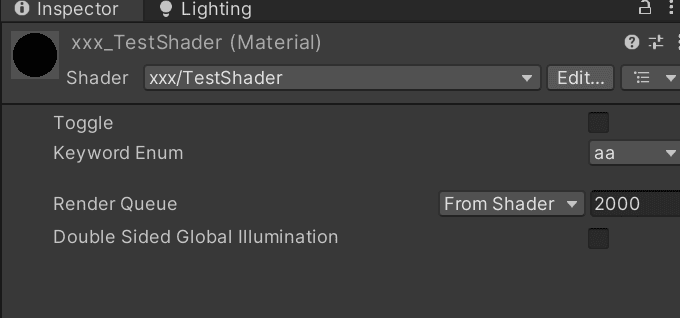 Inspector Lighting
xxx_TestShader (Material)
Shader xxx/TestShader Edit...
Toggle
Keyword Enum aa
Render Queue From Shader 2000
Double Sided Global Illumination